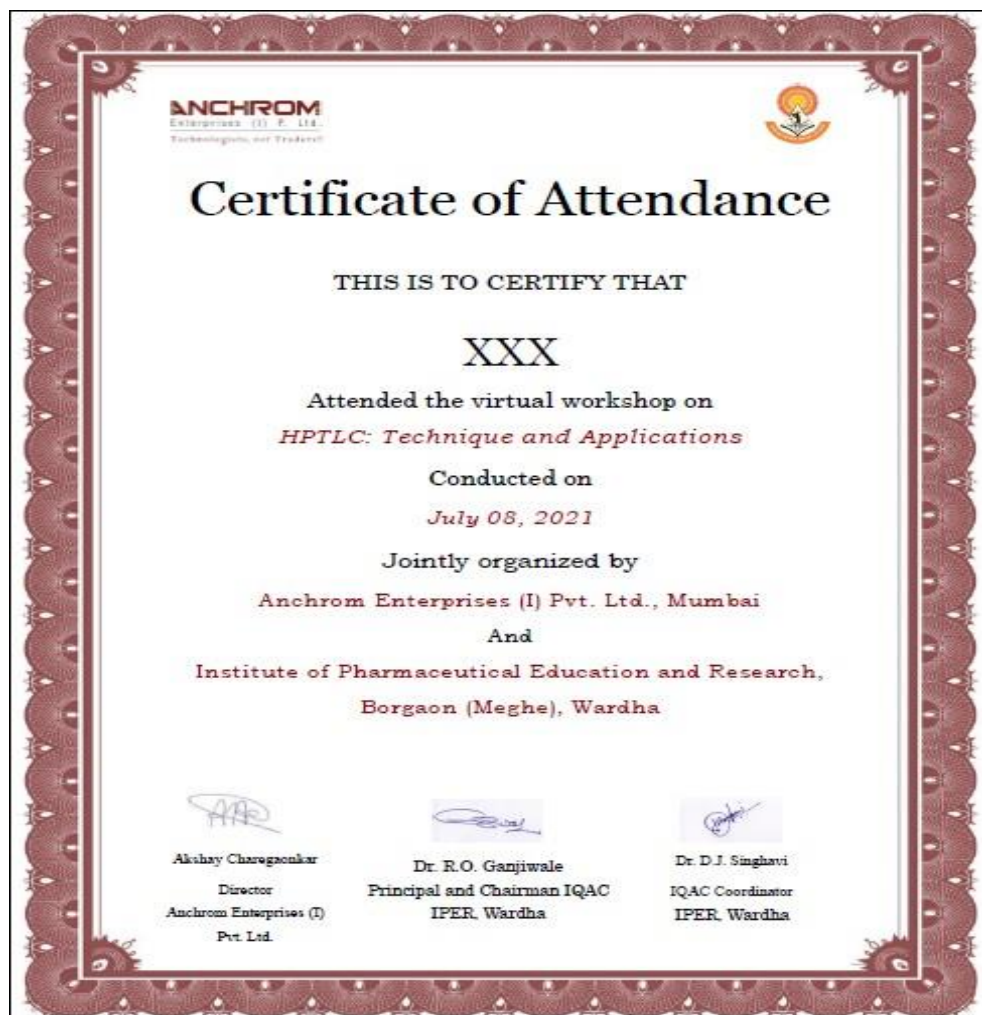 ANCHROM
Enterprises (I) P. Ltd.
Technologists, not Traders!!
Certificate of Attendance
THIS IS TO CERTIFY THAT
XXX
Attended the virtual workshop on
HPTLC: Technique and Applications
Conducted on
July 08, 2021
Jointly organized by
Anchrom Enterprises (I) Pvt. Ltd., Mumbai
And
Institute of Pharmaceutical Education and Research,
Borgaon (Meghe), Wardha
Akshay Charegaonkar
Director
Anchrom Enterprises (I)
Pvt. Ltd.
Dr. R.O. Ganjiwale
Principal and Chairman IQAC
IPER, Wardha
Dr. D.J. Singhavi
IQAC Coordinator
IPER, Wardha